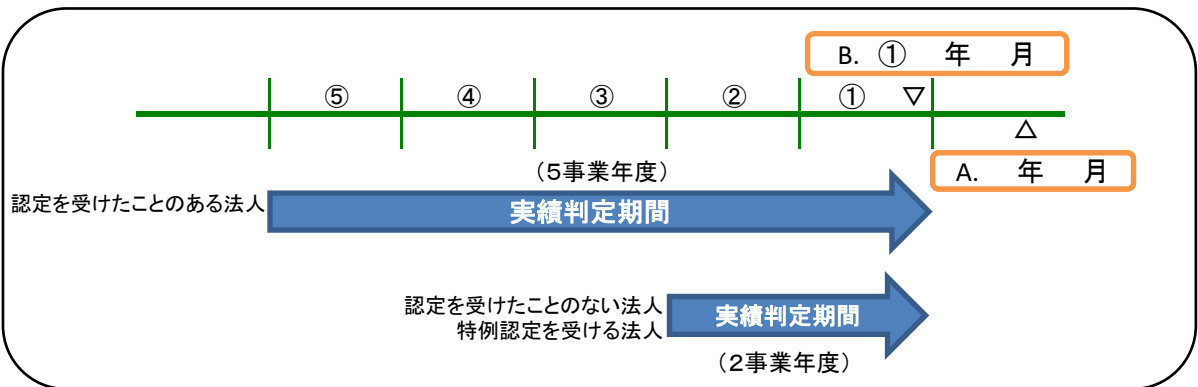 B. ① 年 月
⑤ ④ ③ ② ① ▽
△
(5事業年度)
A. 年 月
認定を受けたことのある法人
実績判定期間
認定を受けたことのない法人
特例認定を受ける法人
実績判定期間
(2事業年度)